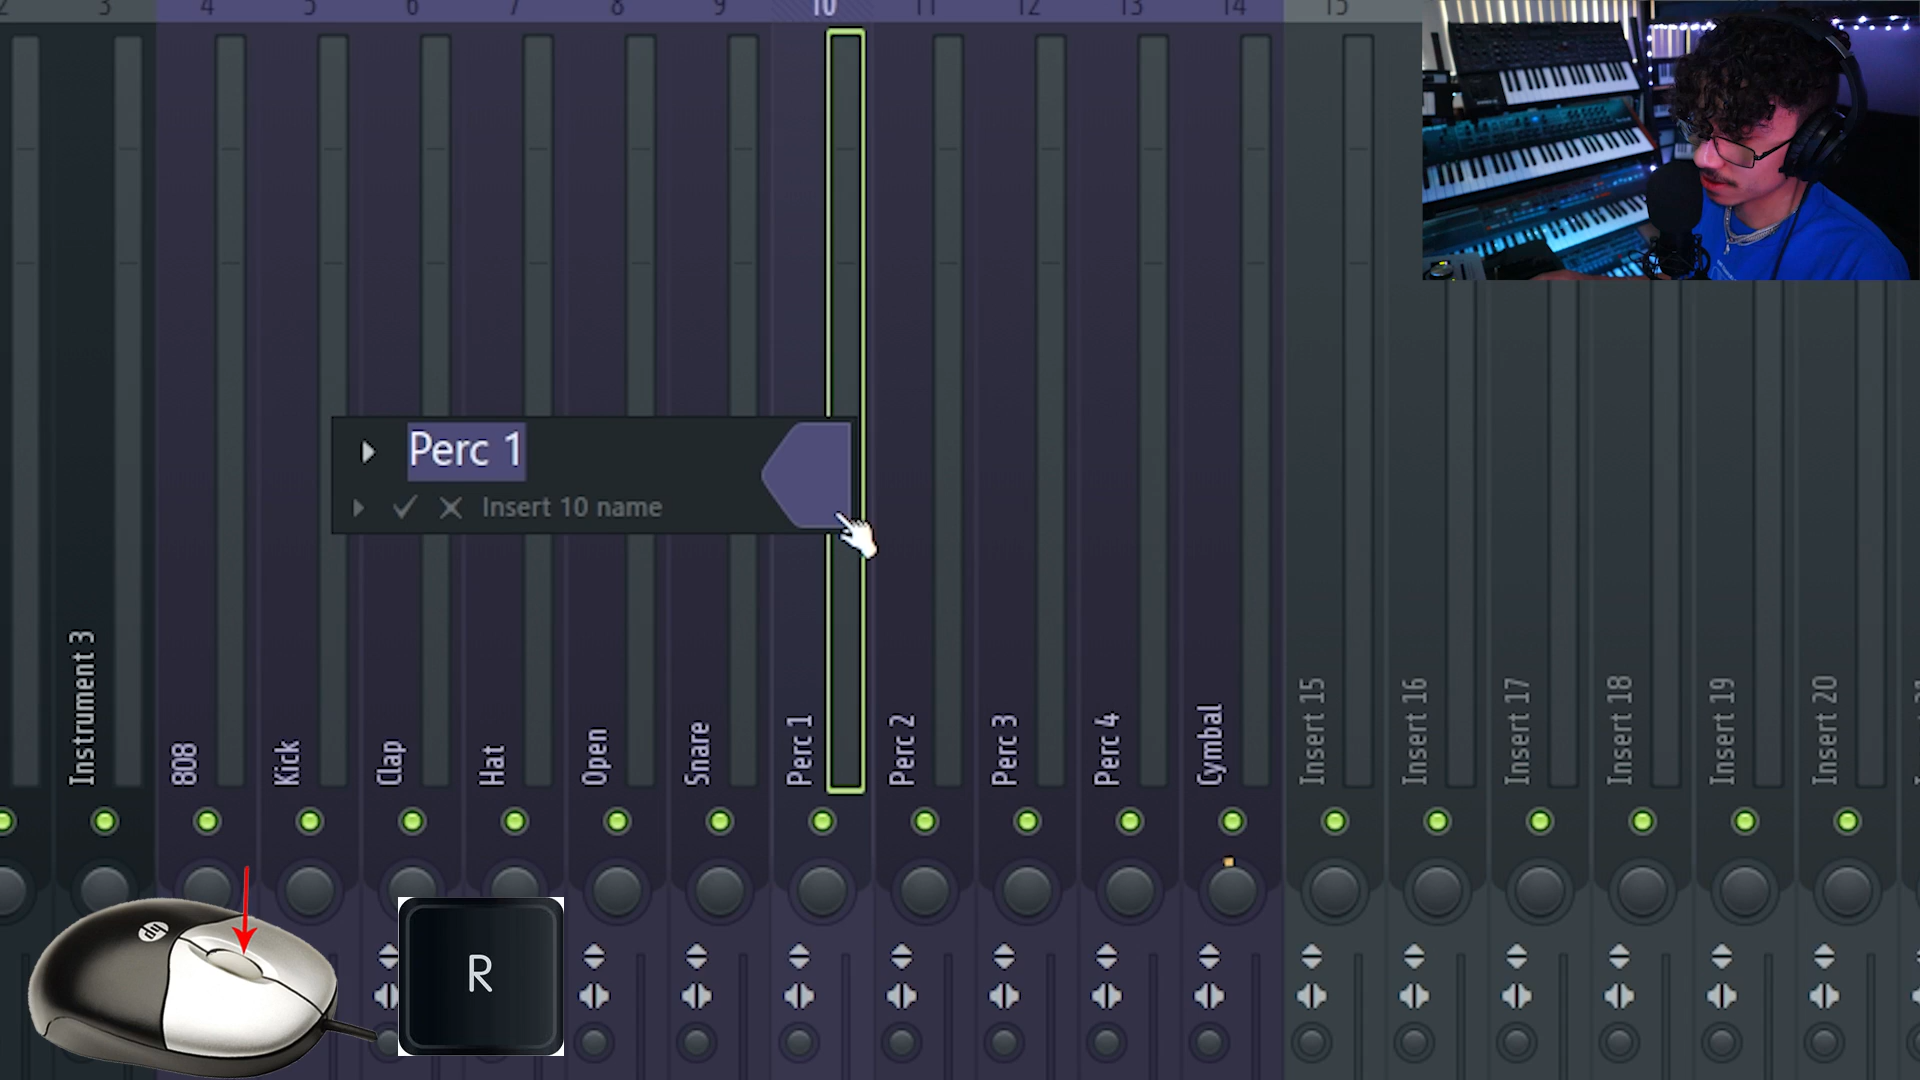 2 3 4 5 6 7 8 9 10 11 12 13 14 15
Perc 1
Insert 10 name
Instrument 3
808
Kick
Clap
Hat
Open
Snare
Perc 1
Perc 2
Perc 3
Perc 4
Cymbal
Insert 15
Insert 16
Insert 17
Insert 18
Insert 19
Insert 20
hp
R